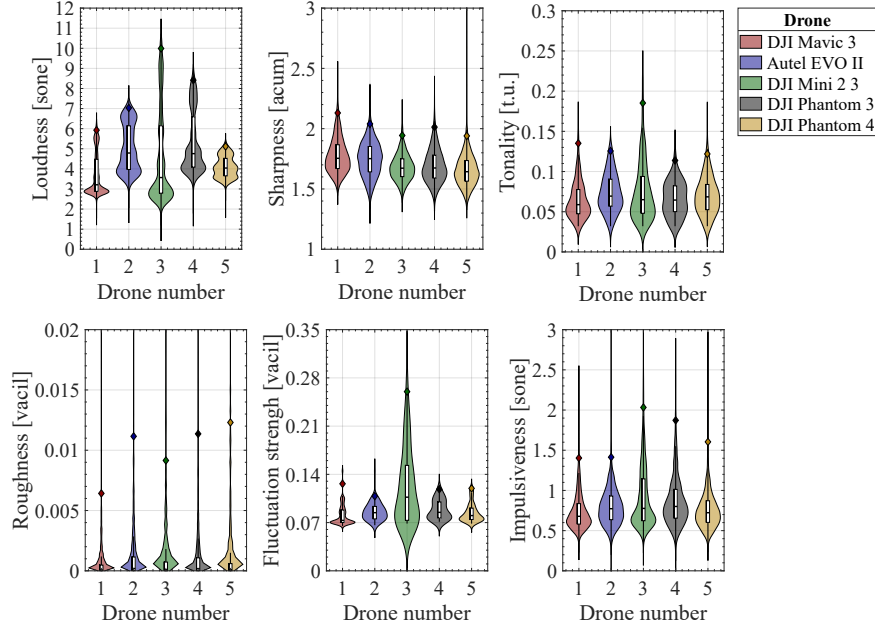 Loudness [sone]
12
11
10
9
8
7
6
5
4
3
2
1
0
1 2 3 4 5
Drone number
Sharpness [acum]
3
2.5
2
1.5
1
1 2 3 4 5
Drone number
Tonality [t.u.]
0.3
0.25
0.2
0.15
0.1
0.05
0
1 2 3 4 5
Drone number
Drone
DJI Mavic 3
Autel EVO II
DJI Mini 2 3
DJI Phantom 3
DJI Phantom 4
Roughness [vacil]
0.02
0.015
0.01
0.005
0
1 2 3 4 5
Drone number
Fluctuation strengh [vacil]
0.35
0.28
0.21
0.14
0.07
0
1 2 3 4 5
Drone number
Impulsiveness [sone]
3
2.5
2
1.5
1
0.5
0
1 2 3 4 5
Drone number